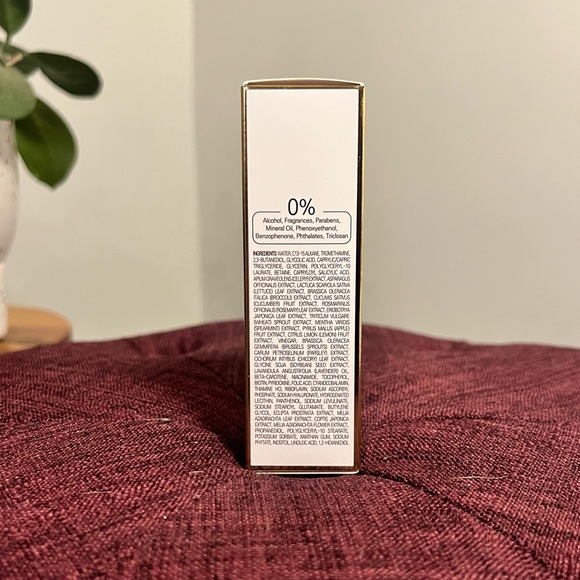 0%
Alcohol, Fragrances, Parabens,
Mineral Oil, Phenoxyethanol,
Benzophenone, Phthalates, Triclosan
INGREDIENTS: WATER, C13-15 ALKANE, TROMETHAMINE,
2,3-BUTANEDIOL, GLYCOLIC ACID, CAPRYLIC/CAPRIC
TRIGLYCERIDE, GLYCERIN, POLYGLYCERYL-10
LAURATE, BETAINE, CAPRYLOYL SALICYLIC ACID,
APIUM GRAVEOLENS (CELERY) EXTRACT, ASPARAGUS
OFFICINALIS EXTRACT, LACTUCA SCARIOLA SATIVA
(LETTUCE) LEAF EXTRACT, BRASSICA OLERACEA
ITALICA (BROCCOLI) EXTRACT, CUCUMIS SATIVUS
(CUCUMBER) FRUIT EXTRACT, ROSMARINUS
OFFICINALIS (ROSEMARY) LEAF EXTRACT, ERIOBOTRYA
JAPONICA LEAF EXTRACT, TRITICUM VULGARE
(WHEAT) SPROUT EXTRACT, MENTHA VIRIDIS
(SPEARMINT) EXTRACT, PYRUS MALUS (APPLE)
FRUIT EXTRACT, CITRUS LIMON (LEMON) FRUIT
EXTRACT, VINEGAR, BRASSICA OLERACEA
GEMMIFERA (BRUSSELS SPROUTS) EXTRACT,
CARUM PETROSELINUM (PARSLEY) EXTRACT,
CICHORIUM INTYBUS (CHICORY) LEAF EXTRACT,
GLYCINE SOJA (SOYBEAN) SEED EXTRACT,
LAVANDULA ANGUSTIFOLIA (LAVENDER) OIL,
BETA-CAROTENE, NIACINAMIDE, TOCOPHEROL,
BIOTIN, PYRIDOXINE, FOLIC ACID, CYANOCOBALAMIN,
THIAMINE HCl, RIBOFLAVIN, SODIUM ASCORBYL
PHOSPHATE, SODIUM HYALURONATE, HYDROGENATED
LECITHIN, PANTHENOL, SODIUM LEVULINATE,
SODIUM STEAROYL GLUTAMATE, BUTYLENE
GLYCOL, ECLIPTA PROSTRATA EXTRACT, MELIA
AZADIRACHTA LEAF EXTRACT, COPTIS JAPONICA
EXTRACT, MELIA AZADIRACHTA FLOWER EXTRACT,
PROPANEDIOL, POLYGLYCERYL-10 STEARATE,
POTASSIUM SORBATE, XANTHAN GUM, SODIUM
PHYTATE, INOSITOL, LINOLEIC ACID, 1,2-HEXANEDIOL